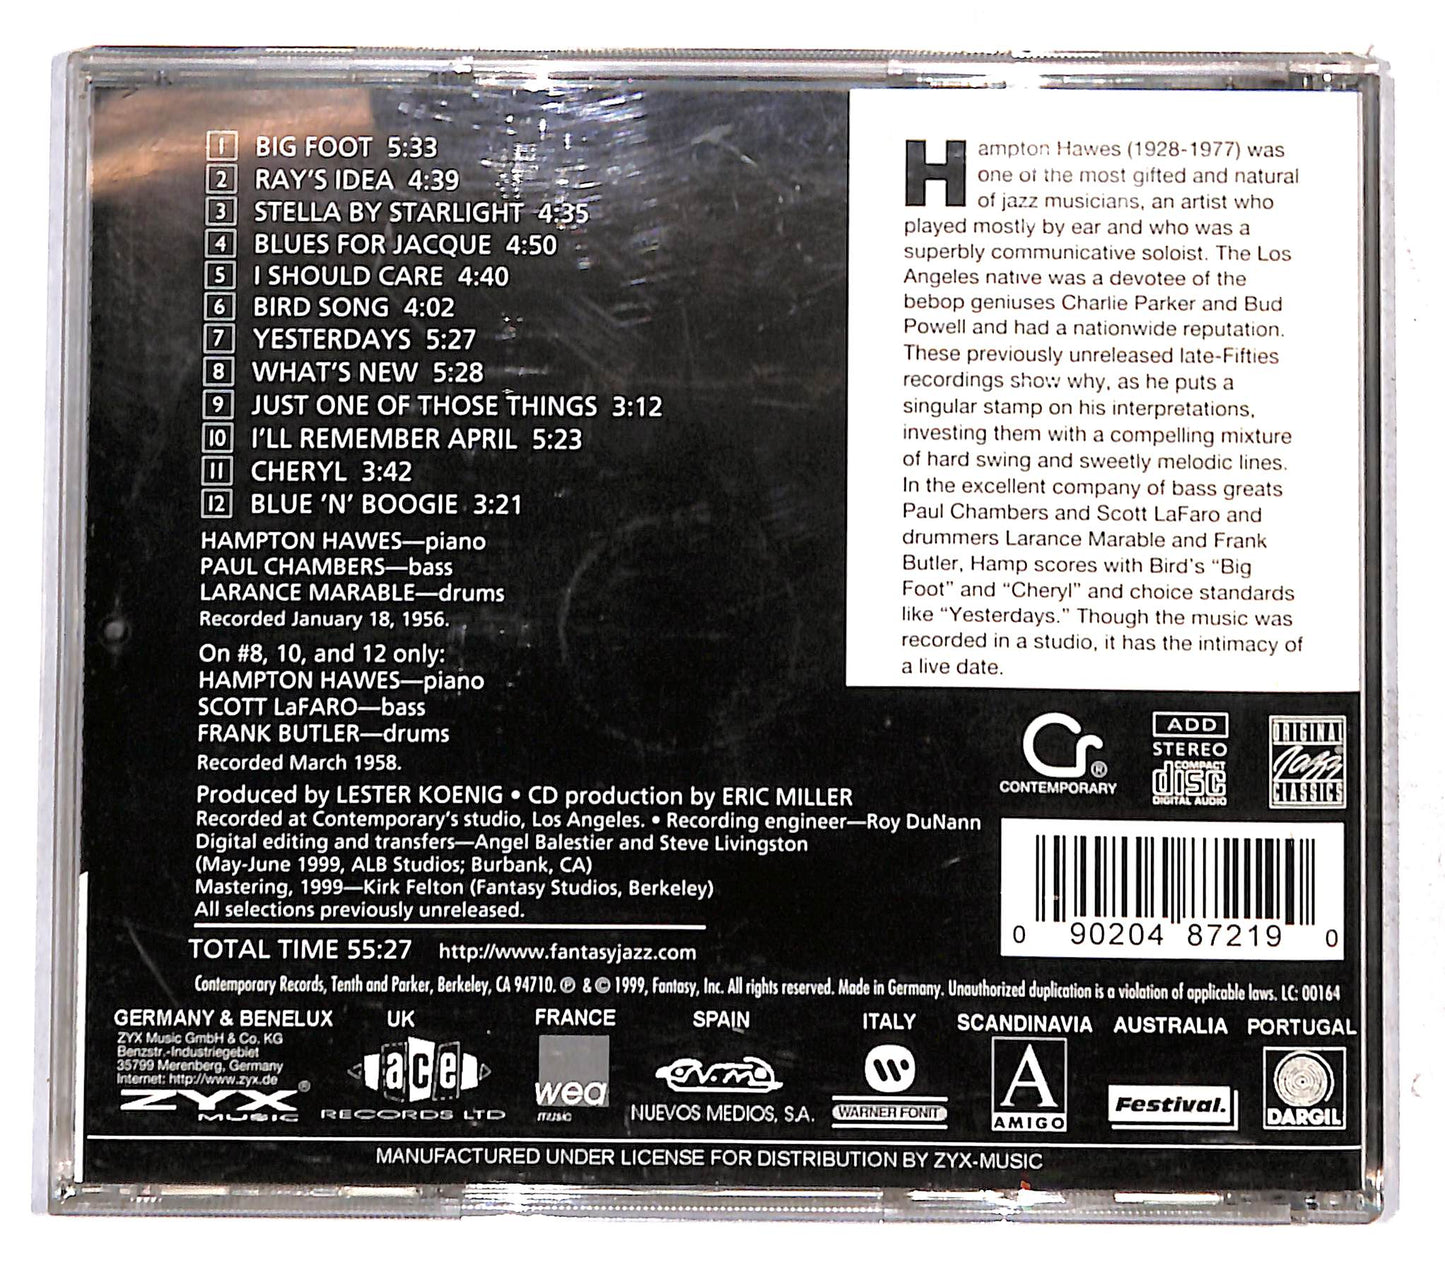 1 BIG FOOT 5:33
2 RAY'S IDEA 4:39
3 STELLA BY STARLIGHT 4:35
4 BLUES FOR JACQUE 4:50
5 I SHOULD CARE 4:40
6 BIRD SONG 4:02
7 YESTERDAYS 5:27
8 WHAT'S NEW 5:28
9 JUST ONE OF THOSE THINGS 3:12
10 I'LL REMEMBER APRIL 5:23
11 CHERYL 3:42
12 BLUE 'N' BOOGIE 3:21
HAMPTON HAWES—piano
PAUL CHAMBERS—bass
LARANCE MARABLE—drums
Recorded January 18, 1956.
On #8, 10, and 12 only:
HAMPTON HAWES—piano
SCOTT LaFARO—bass
FRANK BUTLER—drums
Recorded March 1958.
Produced by LESTER KOENIG • CD production by ERIC MILLER
Recorded at Contemporary's studio, Los Angeles. • Recording engineer—Roy DuNann
Digital editing and transfers—Angel Balestier and Steve Livingston
(May-June 1999, ALB Studios; Burbank, CA)
Mastering, 1999—Kirk Felton (Fantasy Studios, Berkeley)
All selections previously unreleased.
TOTAL TIME 55:27 http://www.fantasyjazz.com
Hampton Hawes (1928-1977) was
one of the most gifted and natural
of jazz musicians, an artist who
played mostly by ear and who was a
superbly communicative soloist. The Los
Angeles native was a devotee of the
bebop geniuses Charlie Parker and Bud
Powell and had a nationwide reputation.
These previously unreleased late-Fifties
recordings show why, as he puts a
singular stamp on his interpretations,
investing them with a compelling mixture
of hard swing and sweetly melodic lines.
In the excellent company of bass greats
Paul Chambers and Scott LaFaro and
drummers Larance Marable and Frank
Butler, Hamp scores with Bird's "Big
Foot" and "Cheryl" and choice standards
like "Yesterdays." Though the music was
recorded in a studio, it has the intimacy of
a live date.
Cr®
CONTEMPORARY
ADD
STEREO
COMPACT
disc
DIGITAL AUDIO
ORIGINAL
Jazz
CLASSICS
0 90204 87219 0
Contemporary Records, Tenth and Parker, Berkeley, CA 94710. ℗ & © 1999, Fantasy, Inc. All rights reserved. Made in Germany. Unauthorized duplication is a violation of applicable laws. LC: 00164
GERMANY & BENELUX
ZYX Music GmbH & Co. KG
Benzstr.-Industriegebiet
35799 Merenberg, Germany
Internet: http://www.zyx.de
ZYX®
MUSIC
UK
ace
RECORDS LTD
FRANCE
wea
music
SPAIN
NUEVOS MEDIOS, S.A.
ITALY
WARNER FONIT
SCANDINAVIA
A
AMIGO
AUSTRALIA
Festival.
PORTUGAL
DARGIL
MANUFACTURED UNDER LICENSE FOR DISTRIBUTION BY ZYX-MUSIC